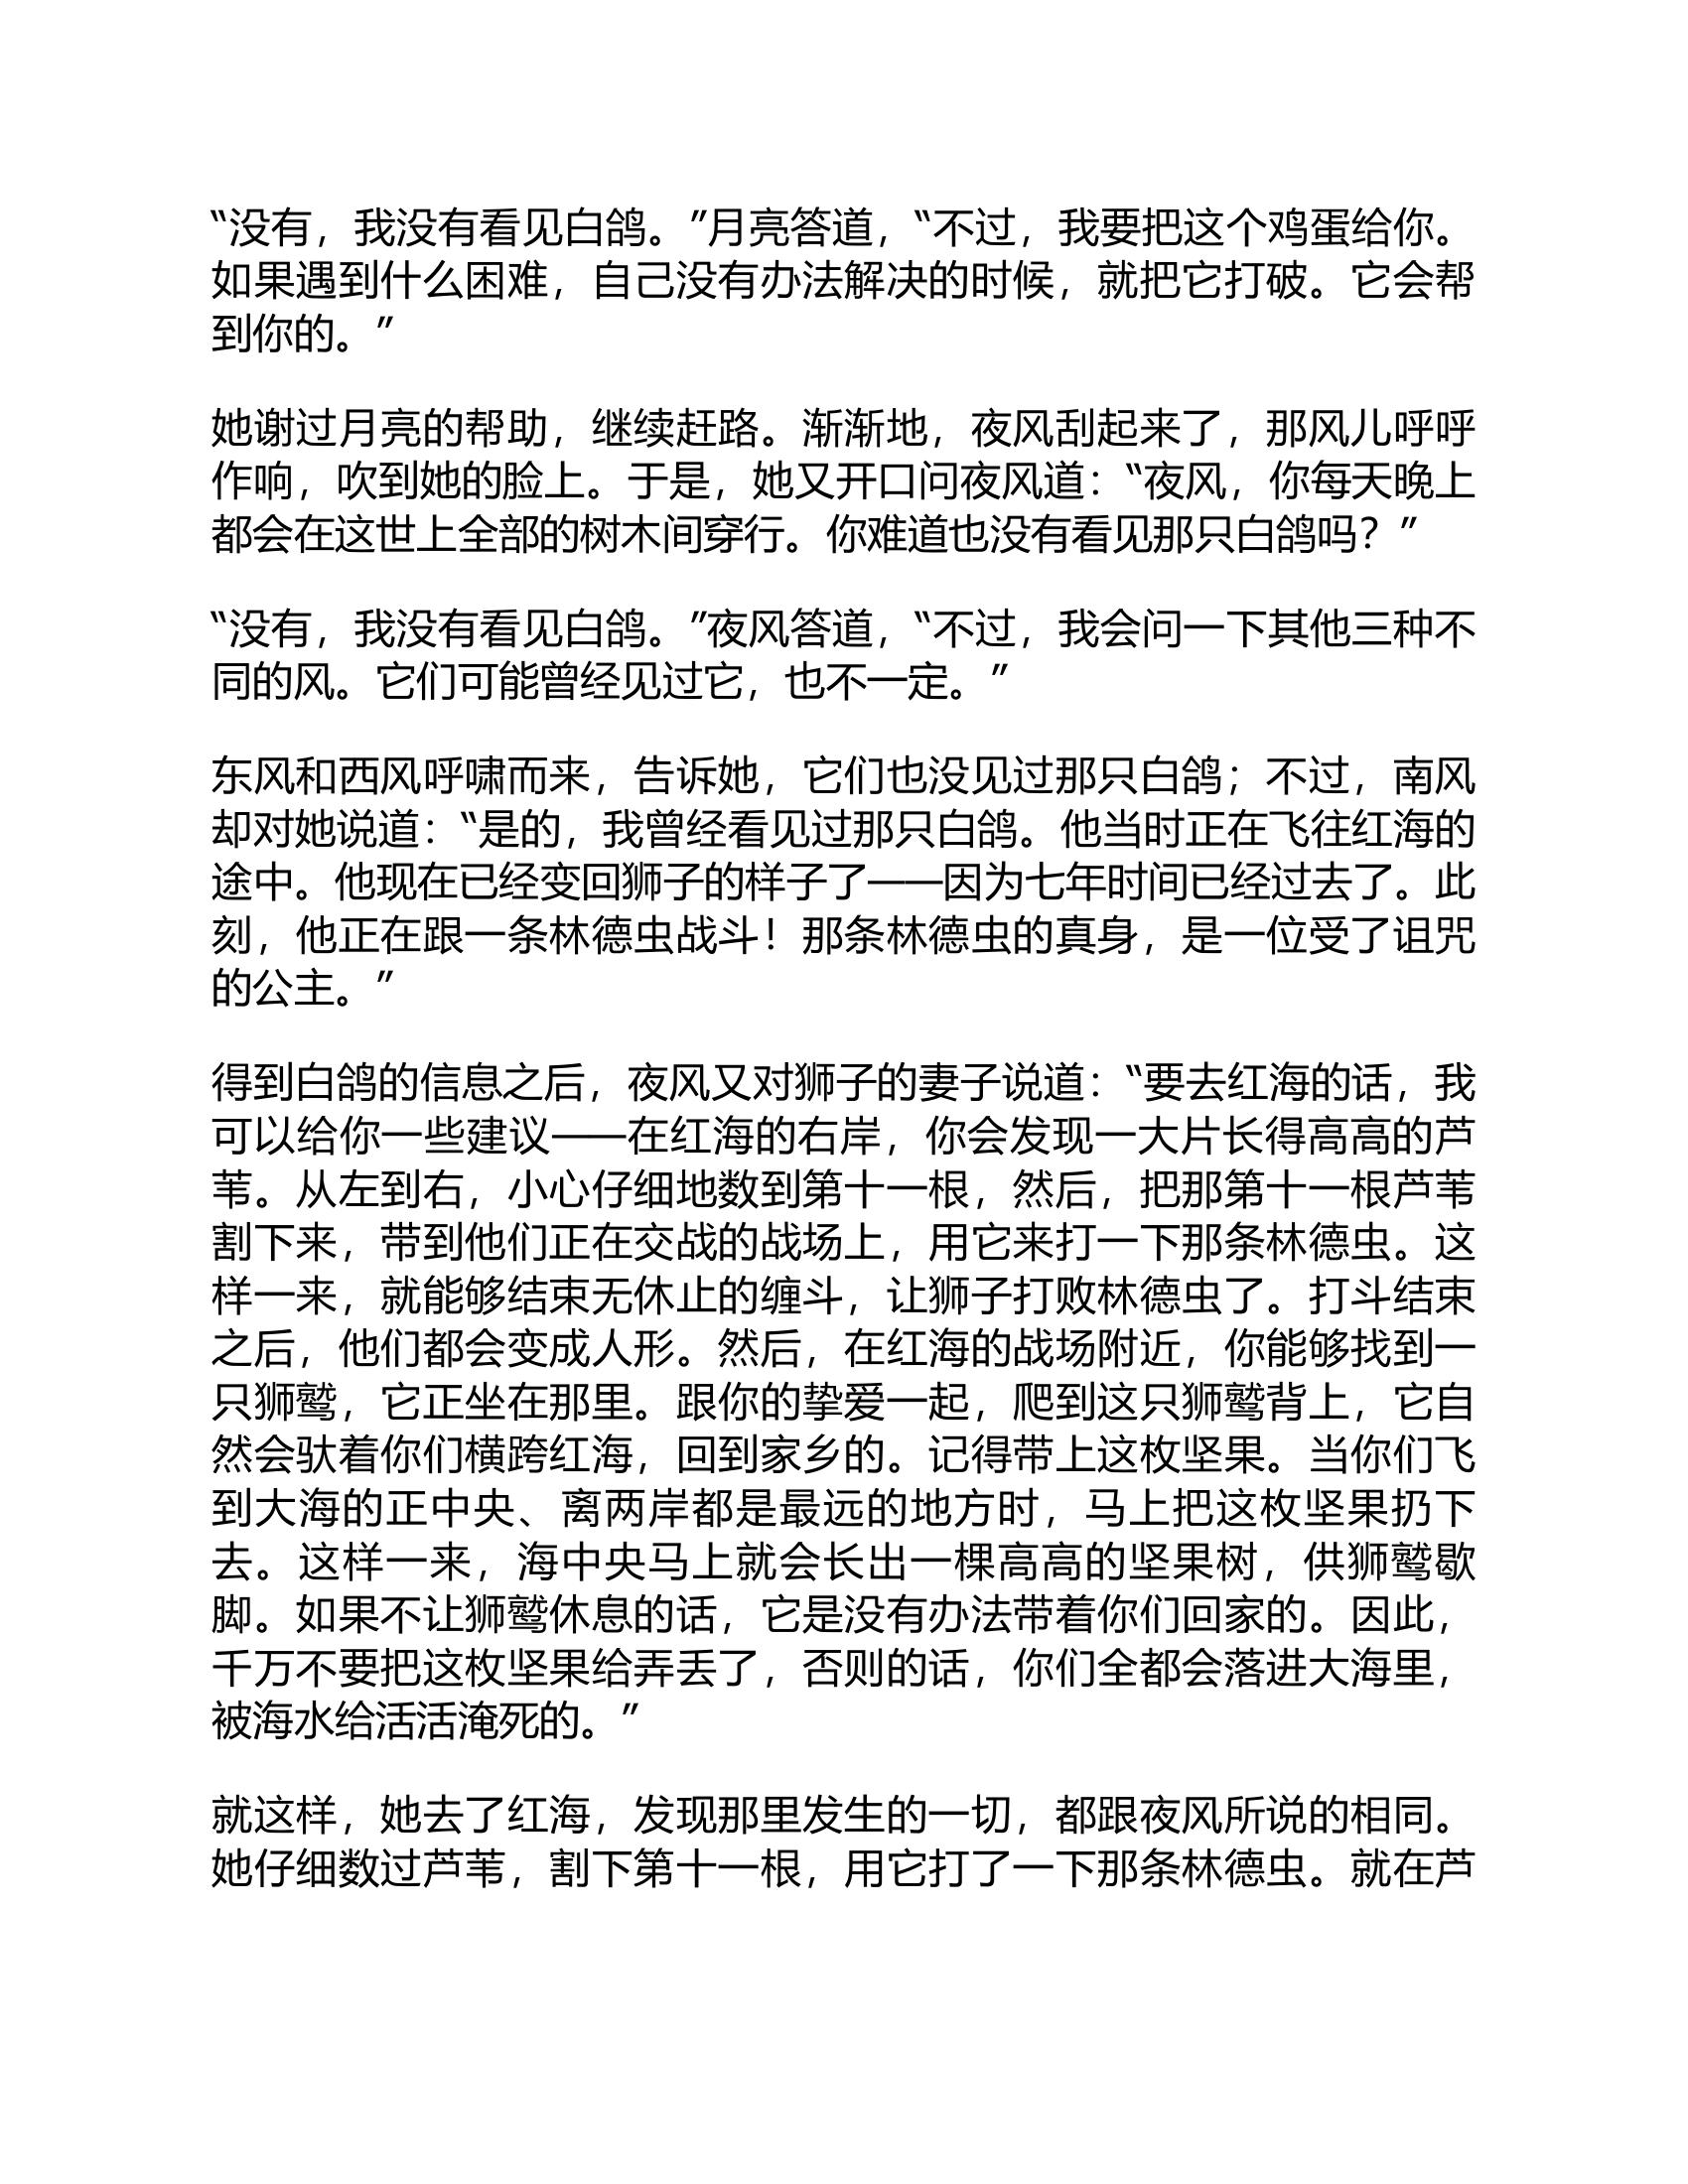 “没有，我没有看见白鸽。”月亮答道，“不过，我要把这个鸡蛋给你。
如果遇到什么困难，自己没有办法解决的时候，就把它打破。它会帮
到你的。”
她谢过月亮的帮助，继续赶路。渐渐地，夜风刮起来了，那风儿呼呼
作响，吹到她的脸上。于是，她又开口问夜风道：“夜风，你每天晚上
都会在这世上全部的树木间穿行。你难道也没有看见那只白鸽吗？”
“没有，我没有看见白鸽。”夜风答道，“不过，我会问一下其他三种不
同的风。它们可能曾经见过它，也不一定。”
东风和西风呼啸而来，告诉她，它们也没见过那只白鸽；不过，南风
却对她说道：“是的，我曾经看见过那只白鸽。他当时正在飞往红海的
途中。他现在已经变回狮子的样子了——因为七年时间已经过去了。此
刻，他正在跟一条林德虫战斗！那条林德虫的真身，是一位受了诅咒
的公主。”
得到白鸽的信息之后，夜风又对狮子的妻子说道：“要去红海的话，我
可以给你一些建议——在红海的右岸，你会发现一大片长得高高的芦
苇。从左到右，小心仔细地数到第十一根，然后，把那第十一根芦苇
割下来，带到他们正在交战的战场上，用它来打一下那条林德虫。这
样一来，就能够结束无休止的缠斗，让狮子打败林德虫了。打斗结束
之后，他们都会变成人形。然后，在红海的战场附近，你能够找到一
只狮鹫，它正坐在那里。跟你的挚爱一起，爬到这只狮鹫背上，它自
然会驮着你们横跨红海，回到家乡的。记得带上这枚坚果。当你们飞
到大海的正中央、离两岸都是最远的地方时，马上把这枚坚果扔下
去。这样一来，海中央马上就会长出一棵高高的坚果树，供狮鹫歇
脚。如果不让狮鹫休息的话，它是没有办法带着你们回家的。因此，
千万不要把这枚坚果给弄丢了，否则的话，你们全都会落进大海里，
被海水给活活淹死的。”
就这样，她去了红海，发现那里发生的一切，都跟夜风所说的相同。
她仔细数过芦苇，割下第十一根，用它打了一下那条林德虫。就在芦